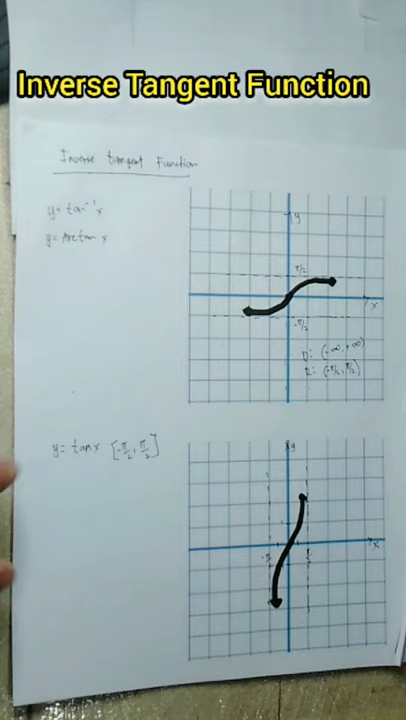 Inverse Tangent Function
Inverse tangent Function
y = tan⁻¹x
y = Arctan x
y
π/2
x
-π/2
D: (-∞, +∞)
R: (-π/2, π/2)
y = tan x [-π/2, π/2]
y
x